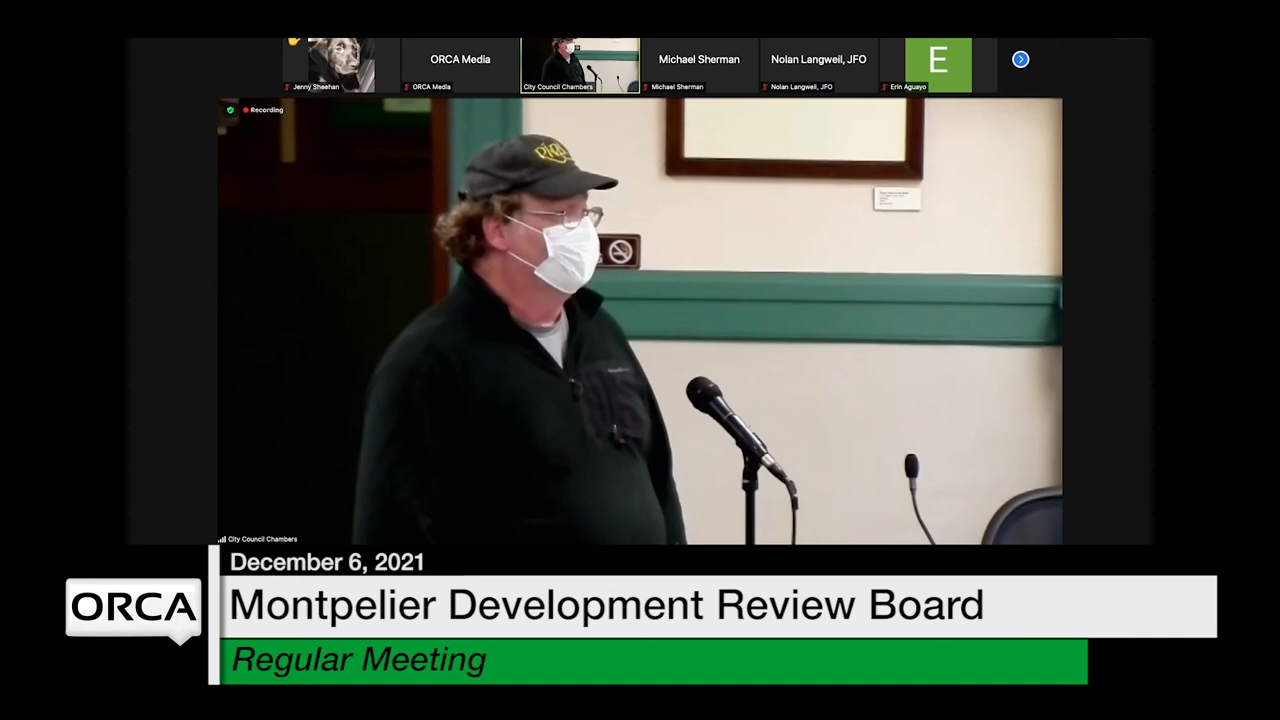 ORCA Media
Michael Sherman
Nolan Langweil, JFO
E
Jenny Sheehan
ORCA Media
City Council Chambers
Michael Sherman
Nolan Langweil, JFO
Erin Aguayo
Recording
City Council Chambers
December 6, 2021
ORCA
Montpelier Development Review Board
Regular Meeting